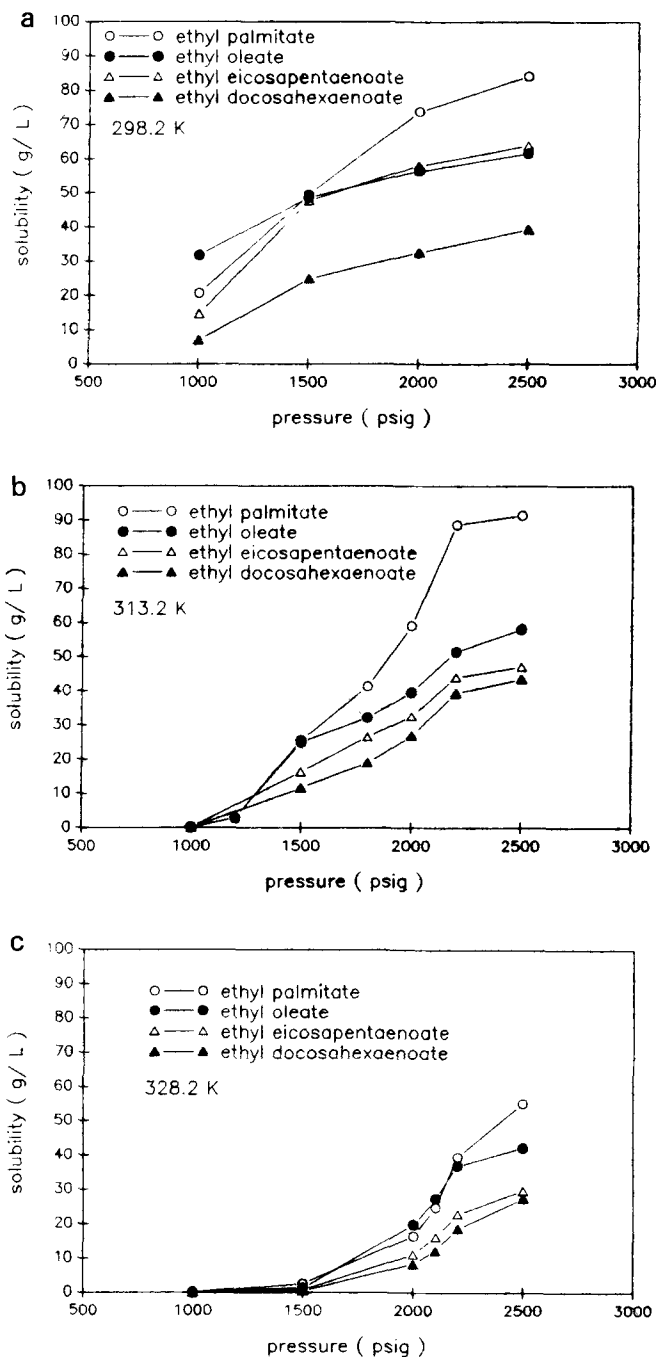 a
100
90
80
70
60
50
40
30
20
10
0
solubility ( g/ L )
ethyl palmitate
ethyl oleate
ethyl eicosapentaenoate
ethyl docosahexaenoate
298.2 K
500 1000 1500 2000 2500 3000
pressure ( psig )
b
100
90
80
70
60
50
40
30
20
10
0
solubility ( g/ L )
ethyl palmitate
ethyl oleate
ethyl eicosapentaenoate
ethyl docosahexaenoate
313.2 K
500 1000 1500 2000 2500 3000
pressure ( psig )
c
100
90
80
70
60
50
40
30
20
10
0
solubility ( g/ L )
ethyl palmitate
ethyl oleate
ethyl eicosapentaenoate
ethyl docosahexaenoate
328.2 K
500 1000 1500 2000 2500 3000
pressure ( psig )